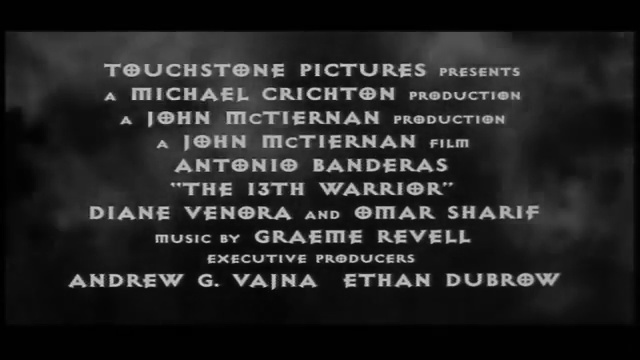 TOUCHSTONE PICTURES PRESENTS
A MICHAEL CRICHTON PRODUCTION
A JOHN McTIERNAN PRODUCTION
A JOHN McTIERNAN FILM
ANTONIO BANDERAS
"THE 13TH WARRIOR"
DIANE VENORA AND OMAR SHARIF
MUSIC BY GRAEME REVELL
EXECUTIVE PRODUCERS
ANDREW G. VAJNA ETHAN DUBROW